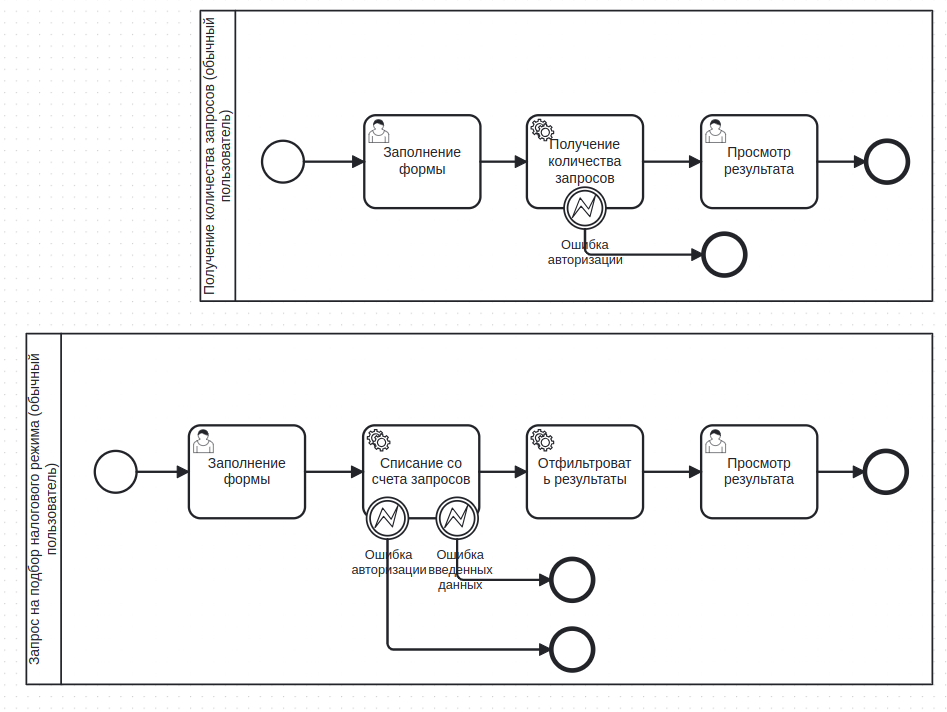 Получение количества запросов (обычный
пользователь)
Заполнение
формы
Получение
количества
запросов
Просмотр
результата
Ошибка
авторизации
Запрос на подбор налогового режима (обычный
пользователь)
Заполнение
формы
Списание со
счета запросов
Отфильтроват
ь результаты
Просмотр
результата
Ошибка
авторизации
Ошибка
введенных
данных